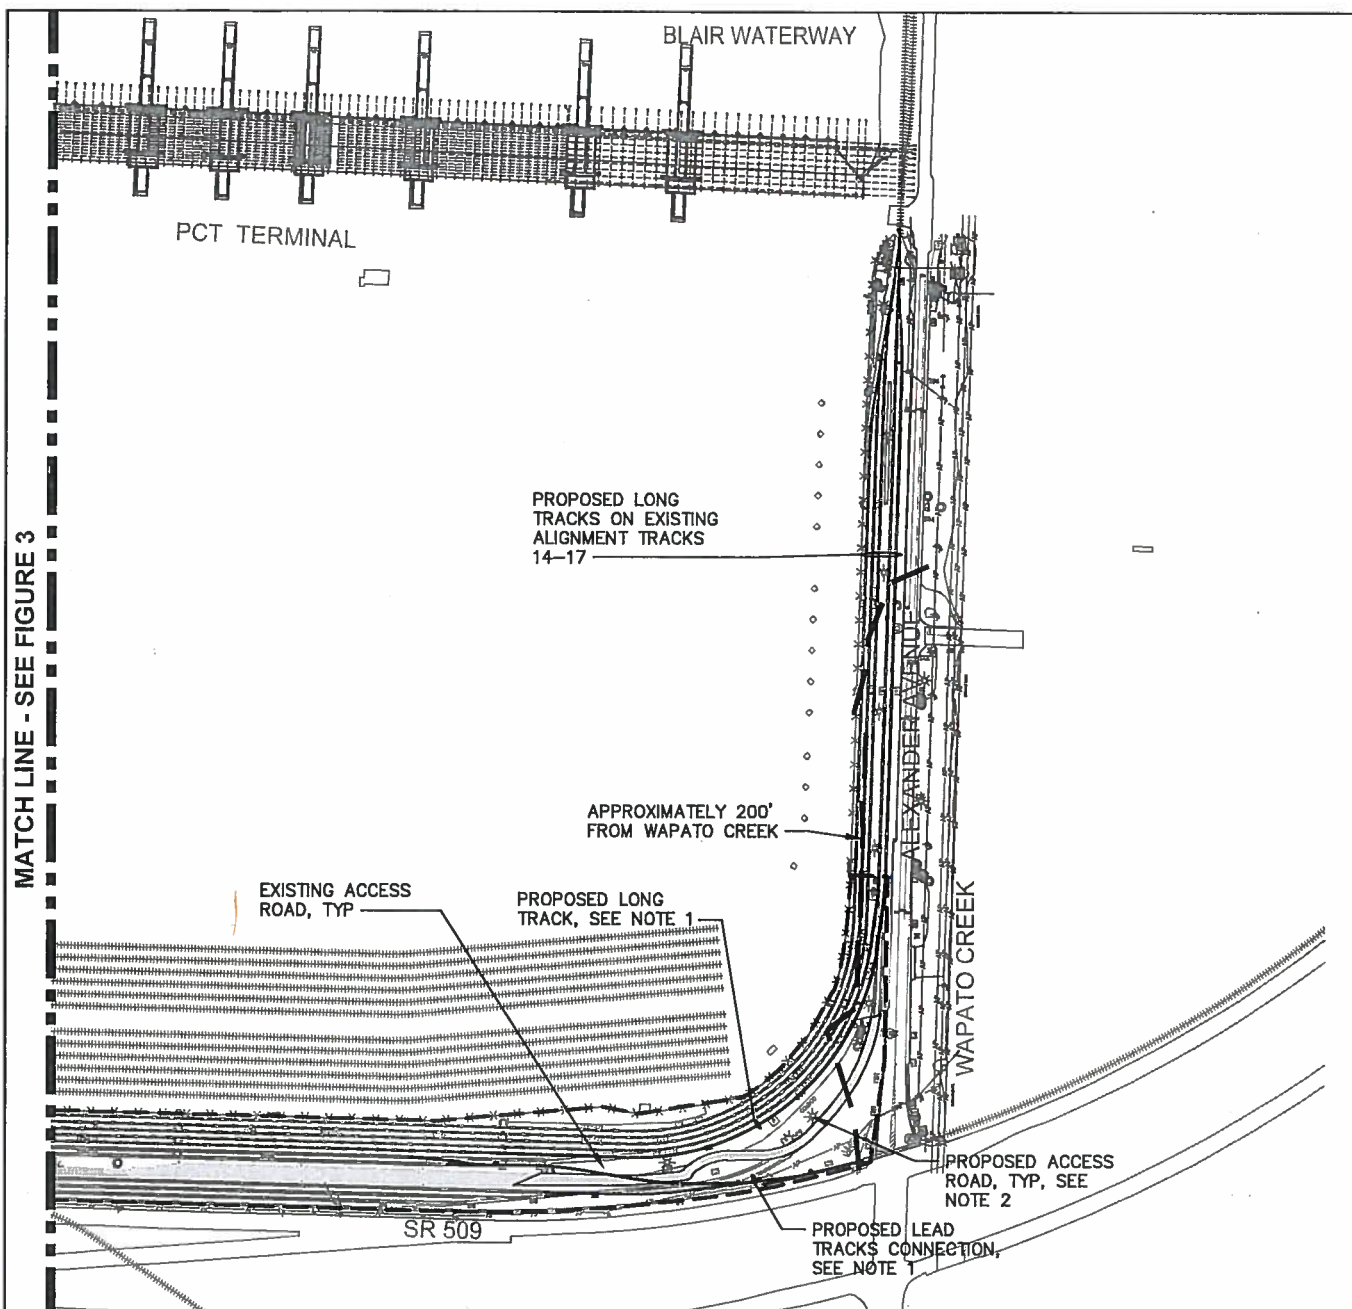 BLAIR WATERWAY
PCT TERMINAL
PROPOSED LONG
TRACKS ON EXISTING
ALIGNMENT TRACKS
14-17
MATCH LINE - SEE FIGURE 3
ALEXANDER AVENUE
APPROXIMATELY 200'
FROM WAPATO CREEK
EXISTING ACCESS
ROAD, TYP
PROPOSED LONG
TRACK, SEE NOTE 1
WAPATO CREEK
PROPOSED ACCESS
ROAD, TYP, SEE
NOTE 2
SR 509
PROPOSED LEAD
TRACKS CONNECTION,
SEE NOTE 1